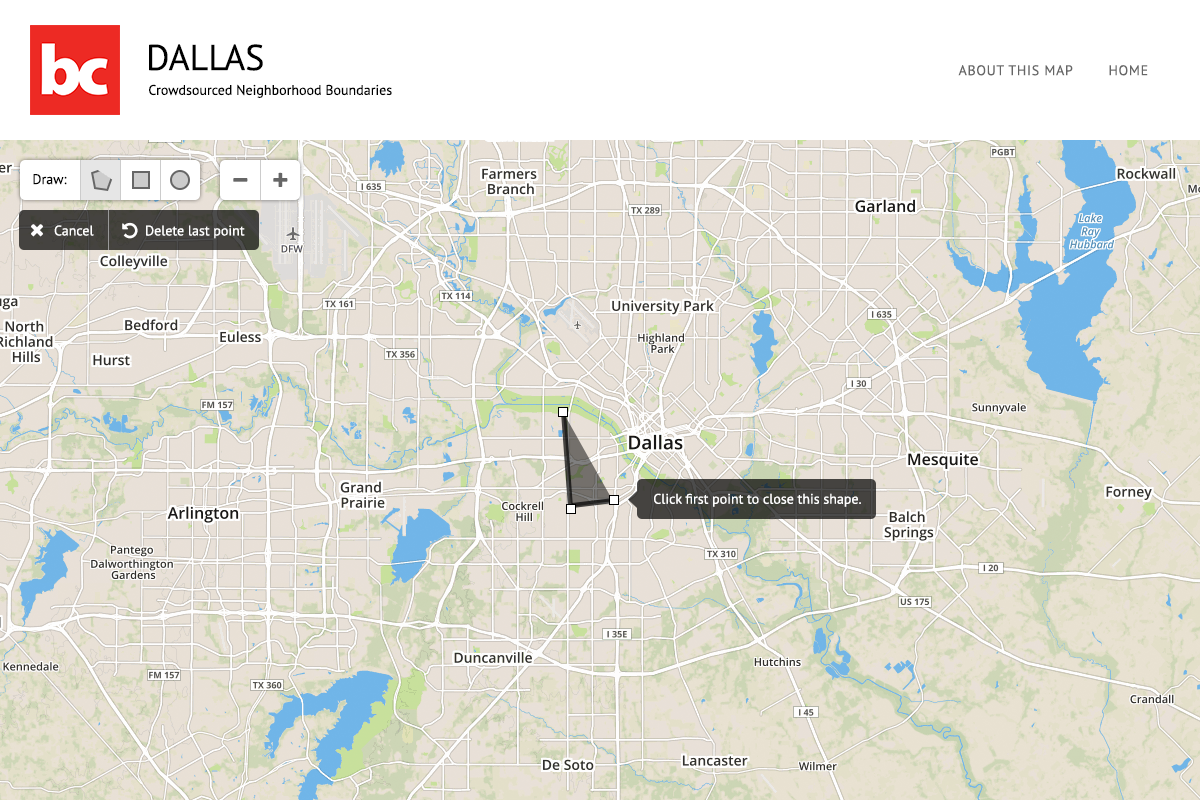 bc
DALLAS
Crowdsourced Neighborhood Boundaries
ABOUT THIS MAP
HOME
Draw:
Cancel
Delete last point
Farmers
Branch
PGBT
Rockwall
I 635
TX 289
Garland
Lake
Ray
Hubbard
DFW
Colleyville
TX 161
TX 114
University Park
I 635
North
Richland
Hills
Bedford
Euless
Hurst
TX 356
Highland
Park
I 30
FM 157
Sunnyvale
Dallas
Mesquite
Grand
Prairie
Arlington
Cockrell
Hill
Click first point to close this shape.
Forney
Balch
Springs
Pantego
Dalworthington
Gardens
TX 310
I 20
US 175
I 35E
Duncanville
Hutchins
Kennedale
FM 157
TX 360
Crandall
I 45
De Soto
Lancaster
Wilmer